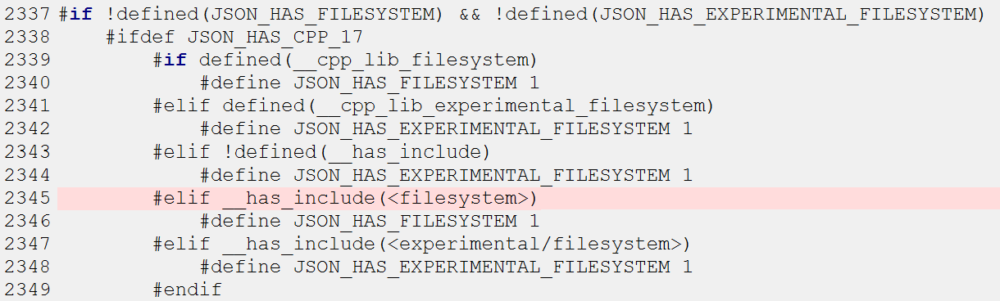 2337 #if !defined(JSON_HAS_FILESYSTEM) && !defined(JSON_HAS_EXPERIMENTAL_FILESYSTEM)
2338     #ifdef JSON_HAS_CPP_17
2339         #if defined(__cpp_lib_filesystem)
2340             #define JSON_HAS_FILESYSTEM 1
2341         #elif defined(__cpp_lib_experimental_filesystem)
2342             #define JSON_HAS_EXPERIMENTAL_FILESYSTEM 1
2343         #elif !defined(__has_include)
2344             #define JSON_HAS_EXPERIMENTAL_FILESYSTEM 1
2345         #elif __has_include(<filesystem>)
2346             #define JSON_HAS_FILESYSTEM 1
2347         #elif __has_include(<experimental/filesystem>)
2348             #define JSON_HAS_EXPERIMENTAL_FILESYSTEM 1
2349         #endif